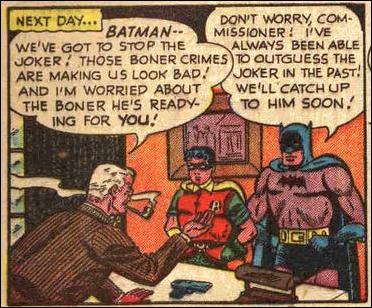 NEXT DAY...
BATMAN--
WE'VE GOT TO STOP THE
JOKER! THOSE BONER CRIMES
ARE MAKING US LOOK BAD!
AND I'M WORRIED ABOUT
THE BONER HE'S READY-
ING FOR YOU!
DON'T WORRY, COM-
MISSIONER! I'VE
ALWAYS BEEN ABLE
TO OUTGUESS THE
JOKER IN THE PAST!
WE'LL CATCH UP
TO HIM SOON!
R